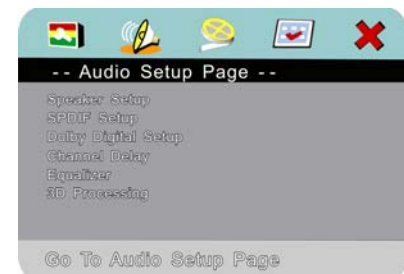 -- Audio Setup Page --
Speaker Setup
SPDIF Setup
Dolby Digital Setup
Channel Delay
Equalizer
3D Processing
Go To Audio Setup Page